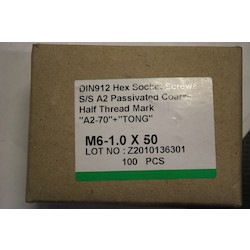 DIN912 Hex Socket Screws
S/S A2 Passivated Coarse
Half Thread Mark
"A2-70"+"TONG"
M6-1.0 X 50
LOT NO : Z2010136301
100 PCS